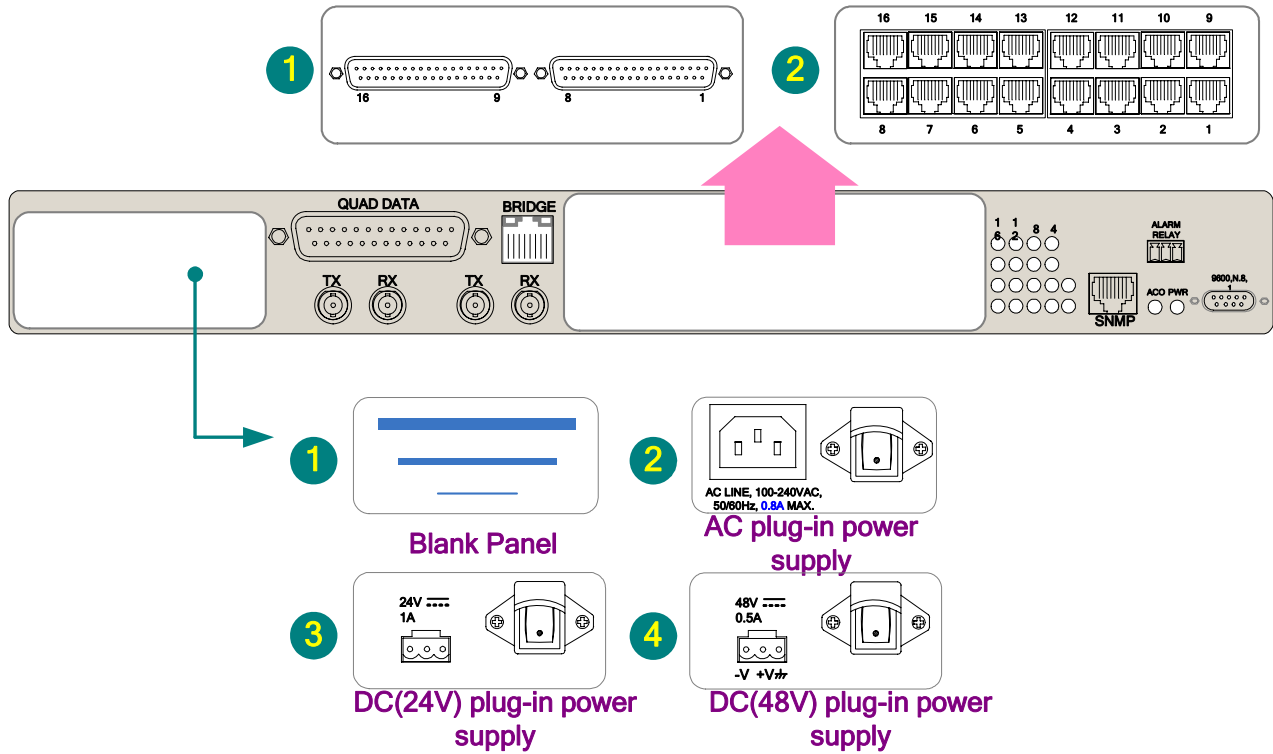 1
16 9 8 1
2
16 15 14 13 12 11 10 9
8 7 6 5 4 3 2 1
QUAD DATA
BRIDGE
TX RX TX RX
1 1
6 2 8 4
SNMP
ALARM
RELAY
ACO PWR
9600,N.8,
1
1
Blank Panel
2
AC LINE, 100-240VAC,
50/60Hz, 0.8A MAX.
AC plug-in power
supply
3
24V
1A
DC(24V) plug-in power
supply
4
48V
0.5A
-V +V
DC(48V) plug-in power
supply